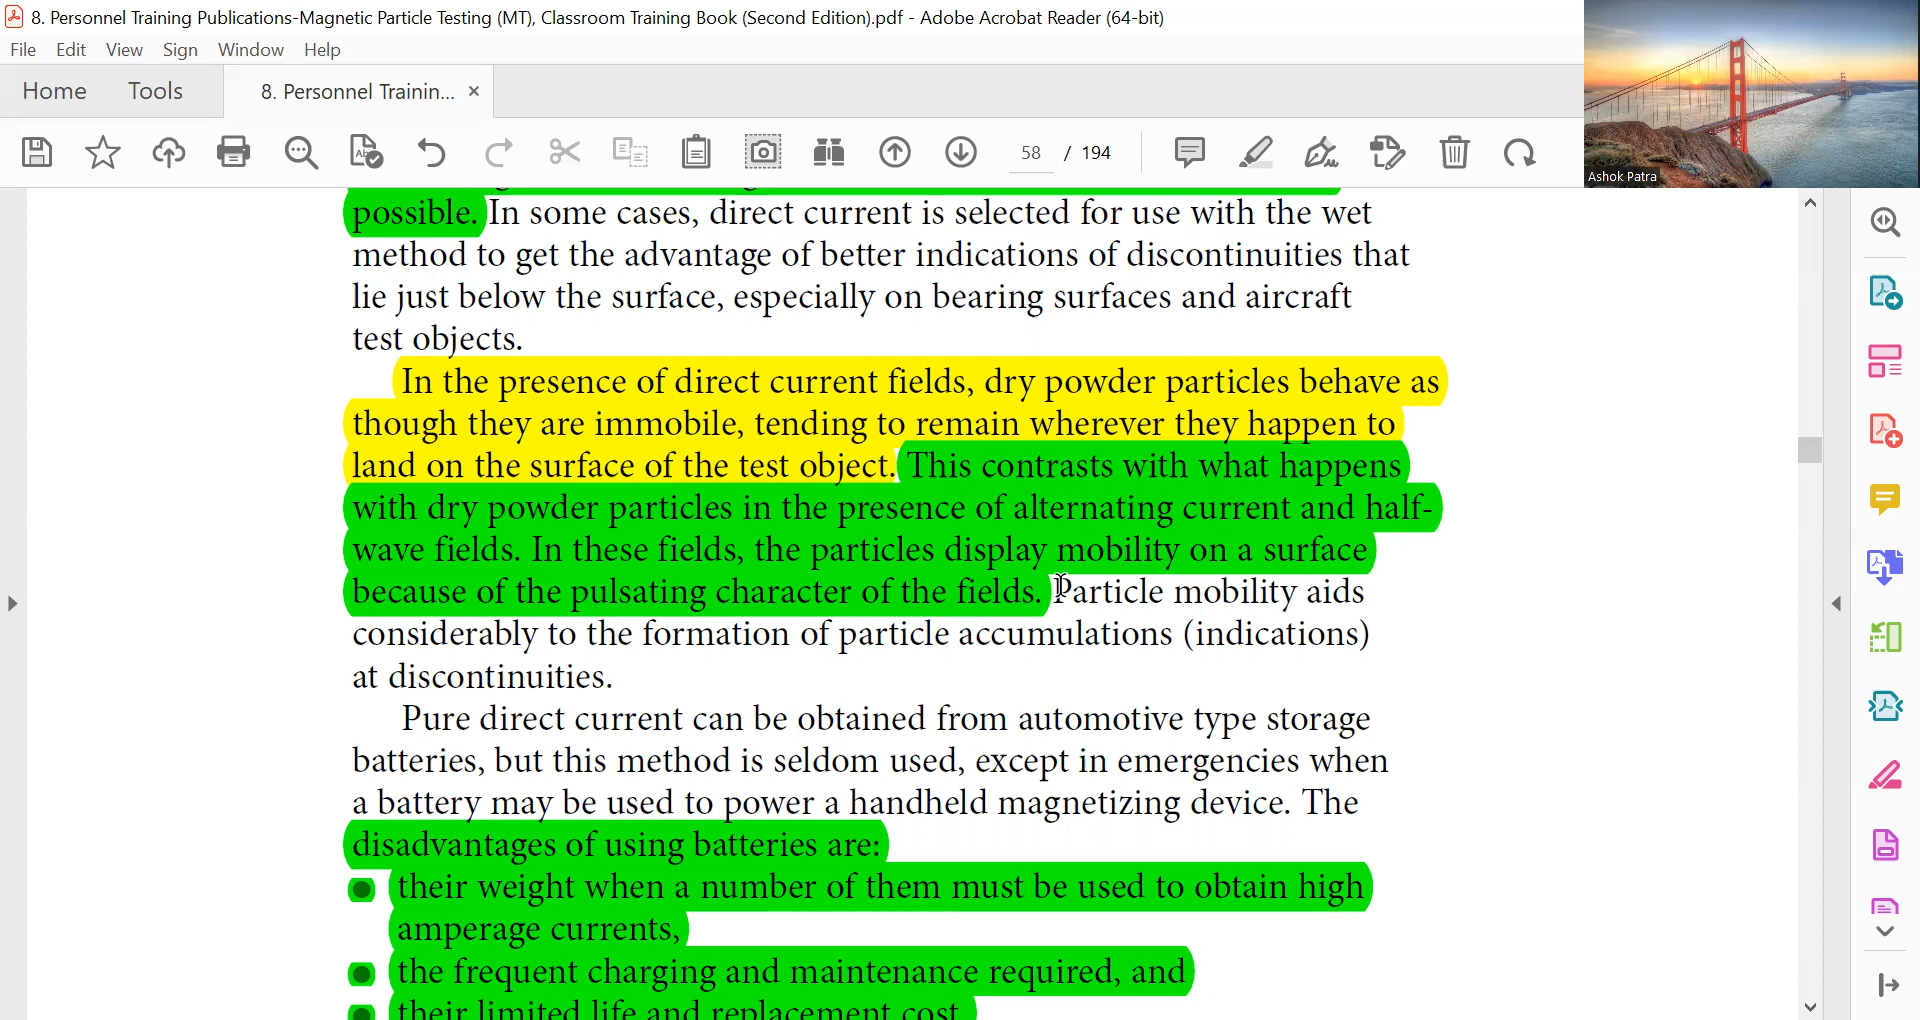 8. Personnel Training Publications-Magnetic Particle Testing (MT), Classroom Training Book (Second Edition).pdf - Adobe Acrobat Reader (64-bit)
File Edit View Sign Window Help
Home Tools 8. Personnel Trainin... ×
58 / 194
Ashok Patra
possible. In some cases, direct current is selected for use with the wet
method to get the advantage of better indications of discontinuities that
lie just below the surface, especially on bearing surfaces and aircraft
test objects.
In the presence of direct current fields, dry powder particles behave as
though they are immobile, tending to remain wherever they happen to
land on the surface of the test object. This contrasts with what happens
with dry powder particles in the presence of alternating current and half-
wave fields. In these fields, the particles display mobility on a surface
because of the pulsating character of the fields. Particle mobility aids
considerably to the formation of particle accumulations (indications)
at discontinuities.
Pure direct current can be obtained from automotive type storage
batteries, but this method is seldom used, except in emergencies when
a battery may be used to power a handheld magnetizing device. The
disadvantages of using batteries are:
● their weight when a number of them must be used to obtain high
amperage currents,
● the frequent charging and maintenance required, and
● their limited life and replacement cost